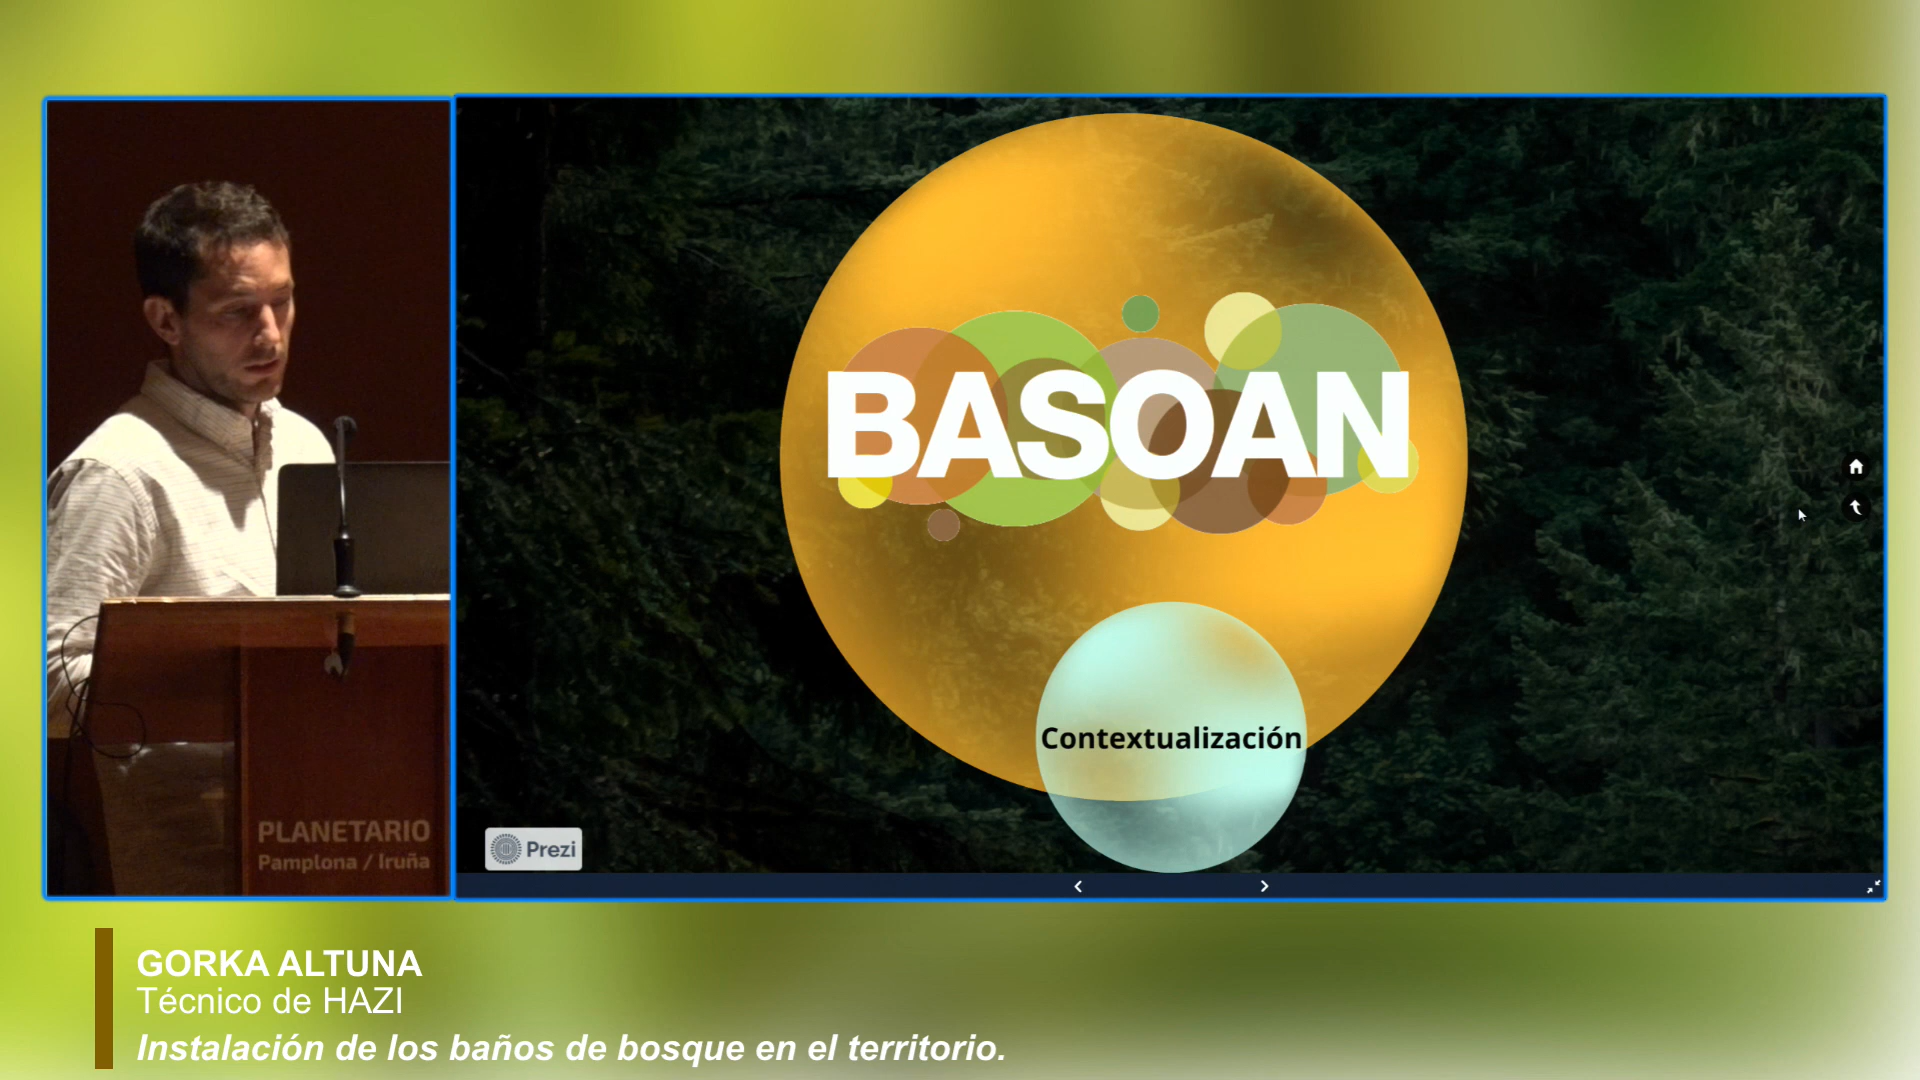 BASOAN
Contextualización
Prezi
PLANETARIO
Pamplona / Iruña
GORKA ALTUNA
Técnico de HAZI
Instalación de los baños de bosque en el territorio.